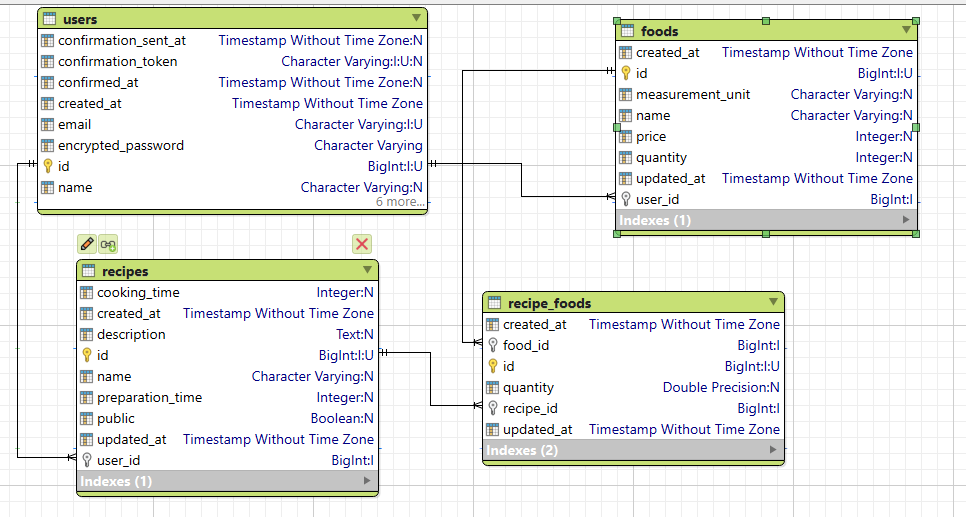 users
confirmation_sent_at Timestamp Without Time Zone:N
confirmation_token Character Varying:I:U:N
confirmed_at Timestamp Without Time Zone:N
created_at Timestamp Without Time Zone
email Character Varying:I:U
encrypted_password Character Varying
id BigInt:I:U
name Character Varying:N
6 more...
foods
created_at Timestamp Without Time Zone
id BigInt:I:U
measurement_unit Character Varying:N
name Character Varying:N
price Integer:N
quantity Integer:N
updated_at Timestamp Without Time Zone
user_id BigInt:I
Indexes (1)
recipes
cooking_time Integer:N
created_at Timestamp Without Time Zone
description Text:N
id BigInt:I:U
name Character Varying:N
preparation_time Integer:N
public Boolean:N
updated_at Timestamp Without Time Zone
user_id BigInt:I
Indexes (1)
recipe_foods
created_at Timestamp Without Time Zone
food_id BigInt:I
id BigInt:I:U
quantity Double Precision:N
recipe_id BigInt:I
updated_at Timestamp Without Time Zone
Indexes (2)